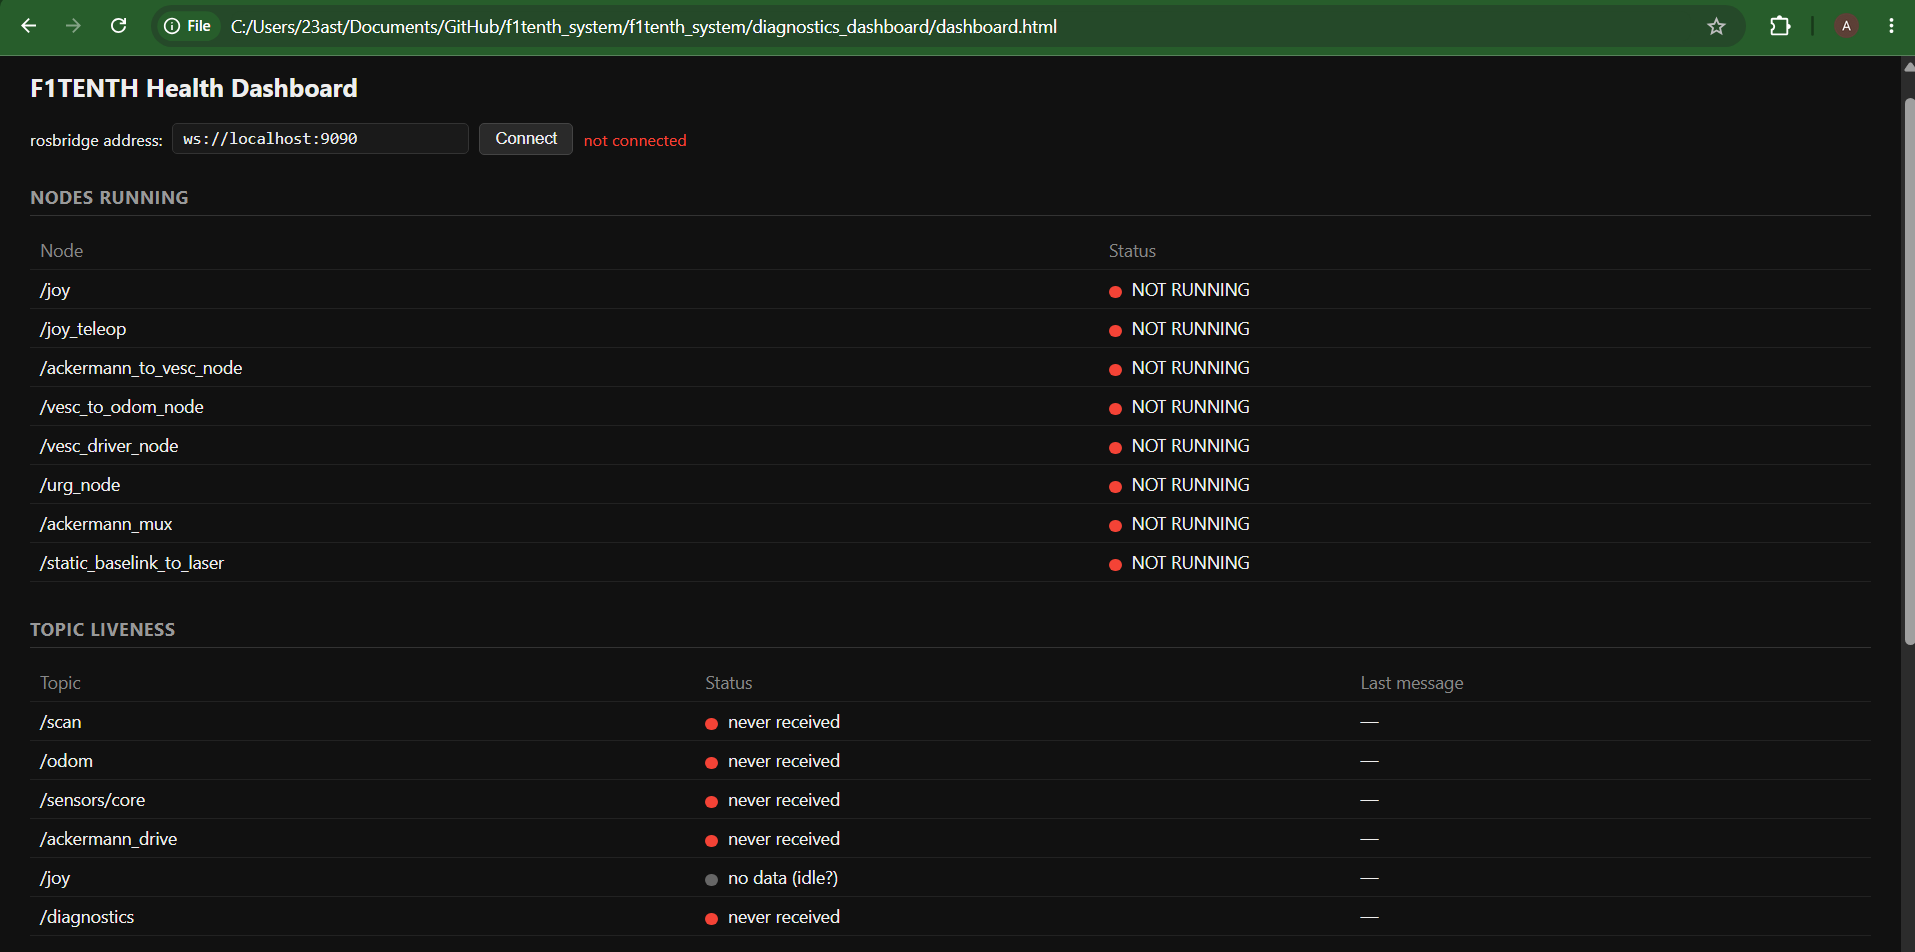 File C:/Users/23ast/Documents/GitHub/f1tenth_system/f1tenth_system/diagnostics_dashboard/dashboard.html A
F1TENTH Health Dashboard
rosbridge address: ws://localhost:9090 Connect not connected
NODES RUNNING
Node Status
/joy NOT RUNNING
/joy_teleop NOT RUNNING
/ackermann_to_vesc_node NOT RUNNING
/vesc_to_odom_node NOT RUNNING
/vesc_driver_node NOT RUNNING
/urg_node NOT RUNNING
/ackermann_mux NOT RUNNING
/static_baselink_to_laser NOT RUNNING
TOPIC LIVENESS
Topic Status Last message
/scan never received —
/odom never received —
/sensors/core never received —
/ackermann_drive never received —
/joy no data (idle?) —
/diagnostics never received —